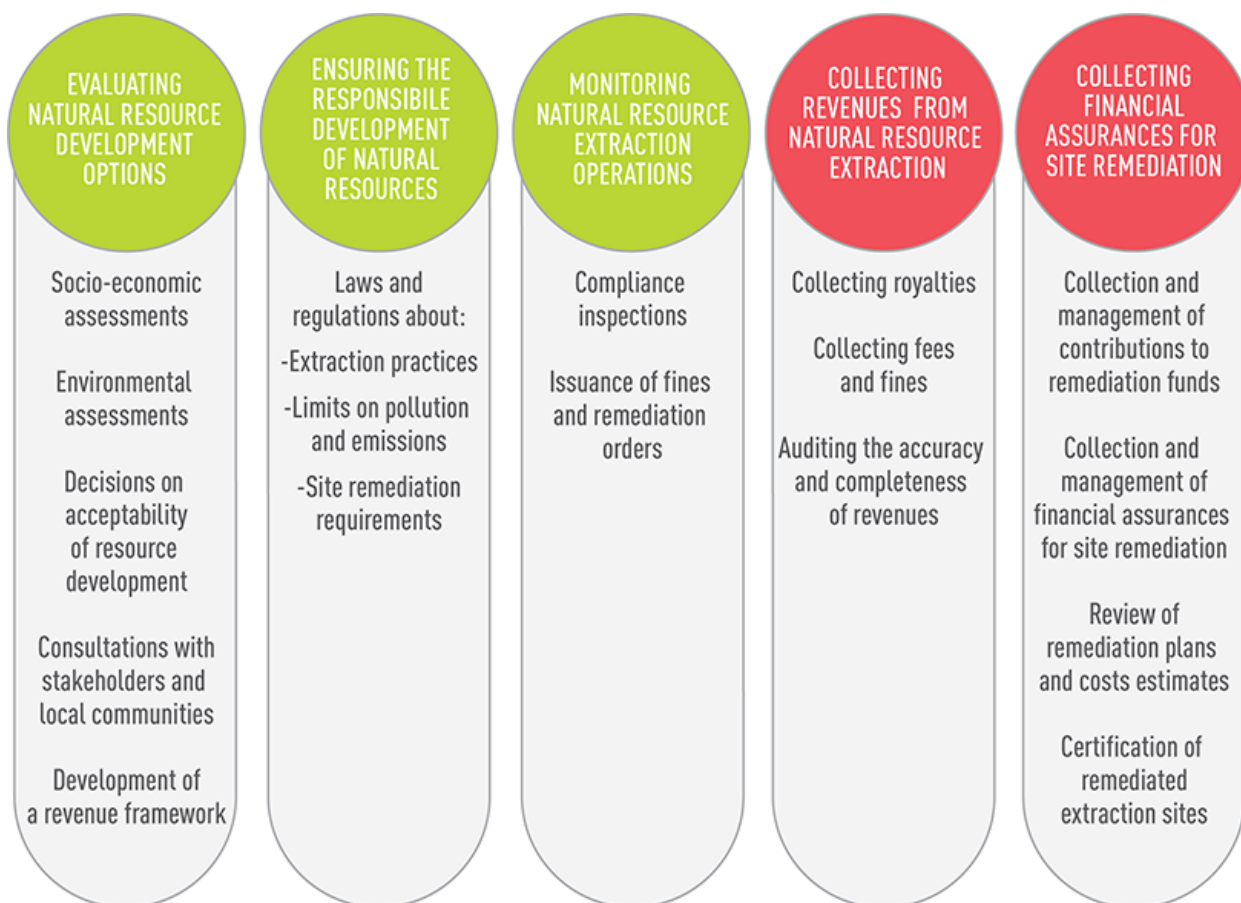 EVALUATING
NATURAL RESOURCE
DEVELOPMENT
OPTIONS
Socio-economic
assessments
Environmental
assessments
Decisions on
acceptability
of resource
development
Consultations with
stakeholders and
local communities
Development of
a revenue framework
ENSURING THE
RESPONSIBILE
DEVELOPMENT
OF NATURAL
RESOURCES
Laws and
regulations about:
-Extraction practices
-Limits on pollution
and emissions
-Site remediation
requirements
MONITORING
NATURAL RESOURCE
EXTRACTION
OPERATIONS
Compliance
inspections
Issuance of fines
and remediation
orders
COLLECTING
REVENUES FROM
NATURAL RESOURCE
EXTRACTION
Collecting royalties
Collecting fees
and fines
Auditing the accuracy
and completeness
of revenues
COLLECTING
FINANCIAL
ASSURANCES FOR
SITE REMEDIATION
Collection and
management of
contributions to
remediation funds
Collection and
management of
financial assurances
for site remediation
Review of
remediation plans
and costs estimates
Certification of
remediated
extraction sites